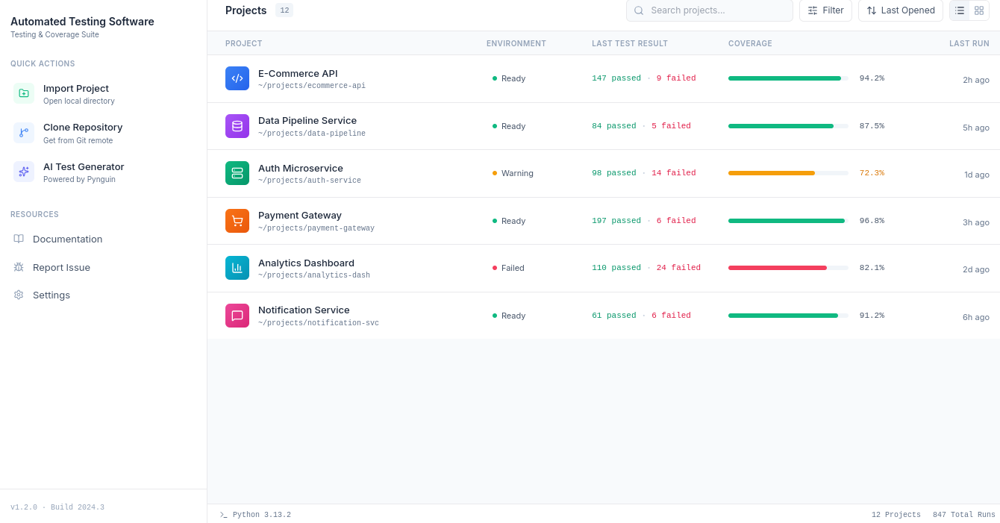 Automated Testing Software
Testing & Coverage Suite
QUICK ACTIONS
Import Project
Open local directory
Clone Repository
Get from Git remote
AI Test Generator
Powered by Pynguin
RESOURCES
Documentation
Report Issue
Settings
v1.2.0 · Build 2024.3
Projects 12
Search projects...
Filter
Last Opened
PROJECT ENVIRONMENT LAST TEST RESULT COVERAGE LAST RUN
E-Commerce API
~/projects/ecommerce-api
Ready 147 passed · 9 failed 94.2% 2h ago
Data Pipeline Service
~/projects/data-pipeline
Ready 84 passed · 5 failed 87.5% 5h ago
Auth Microservice
~/projects/auth-service
Warning 98 passed · 14 failed 72.3% 1d ago
Payment Gateway
~/projects/payment-gateway
Ready 197 passed · 6 failed 96.8% 3h ago
Analytics Dashboard
~/projects/analytics-dash
Failed 110 passed · 24 failed 82.1% 2d ago
Notification Service
~/projects/notification-svc
Ready 61 passed · 6 failed 91.2% 6h ago
Python 3.13.2
12 Projects 847 Total Runs